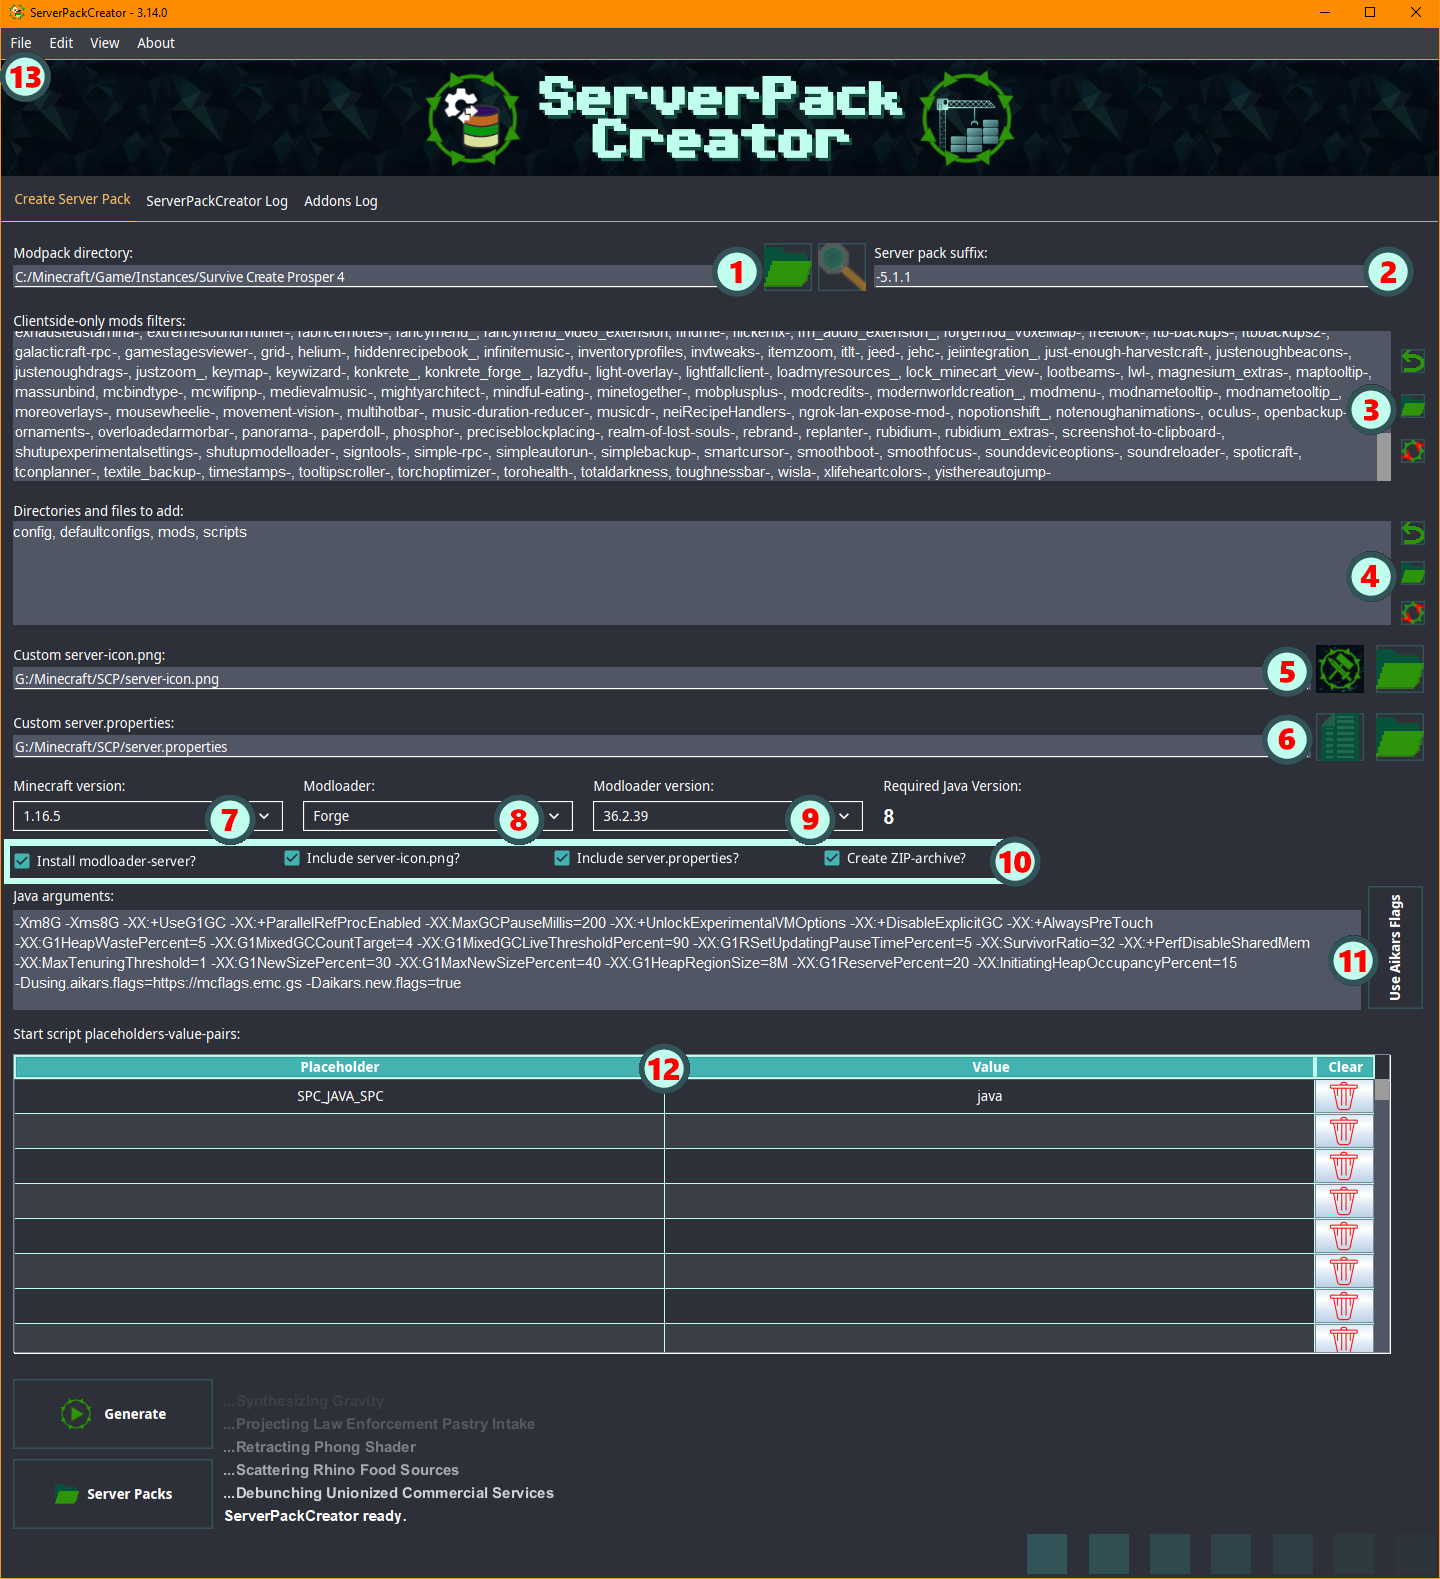 ServerPackCreator - 3.14.0
File Edit View About
13
ServerPack
Creator
Create Server Pack ServerPackCreator Log Addons Log
Modpack directory: Server pack suffix:
C:/Minecraft/Game/Instances/Survive Create Prosper 4 1 -5.1.1 2
Clientside-only mods filters:
exhaustedstamina-, extremesoundmuffler-, fabricemotes-, fancymenu_, fancymenu_video_extension, findme-, flickerfix-, fm_audio_extension_, forgemod_VoxelMap-, freelook-, ftb-backups-, ftbbackups2-,
galacticraft-rpc-, gamestagesviewer-, grid-, helium-, hiddenrecipebook_, infinitemusic-, inventoryprofiles, invtweaks-, itemzoom, itlt-, jeed-, jehc-, jeiintegration_, just-enough-harvestcraft-, justenoughbeacons-,
justenoughdrags-, justzoom_, keymap-, keywizard-, konkrete_, konkrete_forge_, lazydfu-, light-overlay-, lightfallclient-, loadmyresources_, lock_minecart_view-, lootbeams-, lwl-, magnesium_extras-, maptooltip-,
massunbind, mcbindtype-, mcwifipnp-, medievalmusic-, mightyarchitect-, mindful-eating-, minetogether-, mobplusplus-, modcredits-, modernworldcreation_, modmenu-, modnametooltip-, modnametooltip_,
moreoverlays-, mousewheelie-, movement-vision-, multihotbar-, music-duration-reducer-, musicdr-, neiRecipeHandlers-, ngrok-lan-expose-mod-, nopotionshift_, notenoughanimations-, oculus-, openbackup- 3
ornaments-, overloadedarmorbar-, panorama-, paperdoll-, phosphor-, preciseblockplacing-, realm-of-lost-souls-, rebrand-, replanter-, rubidium-, rubidium_extras-, screenshot-to-clipboard-,
shutupexperimentalsettings-, shutupmodelloader-, signtools-, simple-rpc-, simpleautorun-, simplebackup-, smartcursor-, smoothboot-, smoothfocus-, sounddeviceoptions-, soundreloader-, spoticraft-,
tconplanner-, textile_backup-, timestamps-, tooltipscroller-, torchoptimizer-, torohealth-, totaldarkness, toughnessbar-, wisla-, xlifeheartcolors-, yisthereautojump-
Directories and files to add:
config, defaultconfigs, mods, scripts
4
Custom server-icon.png:
G:/Minecraft/SCP/server-icon.png 5
Custom server.properties:
G:/Minecraft/SCP/server.properties 6
Minecraft version: Modloader: Modloader version: Required Java Version:
1.16.5 7 Forge 8 36.2.39 9 8
Install modloader-server? Include server-icon.png? Include server.properties? Create ZIP-archive? 10
Java arguments:
-Xm8G -Xms8G -XX:+UseG1GC -XX:+ParallelRefProcEnabled -XX:MaxGCPauseMillis=200 -XX:+UnlockExperimentalVMOptions -XX:+DisableExplicitGC -XX:+AlwaysPreTouch
-XX:G1HeapWastePercent=5 -XX:G1MixedGCCountTarget=4 -XX:G1MixedGCLiveThresholdPercent=90 -XX:G1RSetUpdatingPauseTimePercent=5 -XX:SurvivorRatio=32 -XX:+PerfDisableSharedMem
-XX:MaxTenuringThreshold=1 -XX:G1NewSizePercent=30 -XX:G1MaxNewSizePercent=40 -XX:G1HeapRegionSize=8M -XX:G1ReservePercent=20 -XX:InitiatingHeapOccupancyPercent=15
-Dusing.aikars.flags=https://mcflags.emc.gs -Daikars.new.flags=true
11
Use Aikars Flags
Start script placeholders-value-pairs:
Placeholder 12 Value Clear
SPC_JAVA_SPC java
Generate
Server Packs
...Synthesizing Gravity
...Projecting Law Enforcement Pastry Intake
...Retracting Phong Shader
...Scattering Rhino Food Sources
...Debunching Unionized Commercial Services
ServerPackCreator ready.